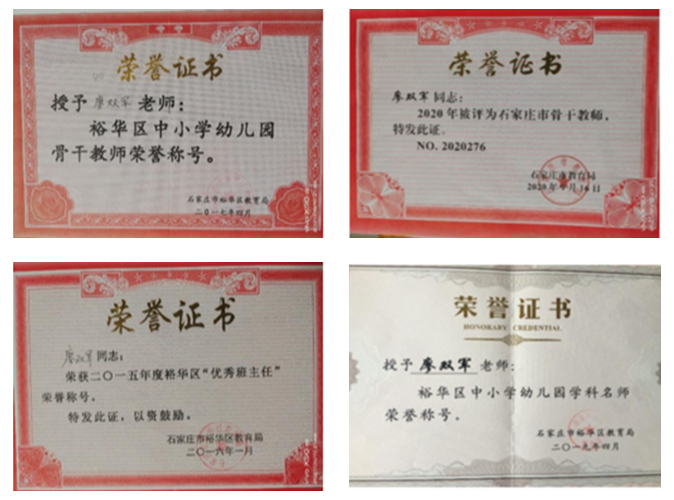 荣誉证书
授予 廖双军 老师：
裕华区中小学幼儿园
骨干教师荣誉称号。
石家庄市裕华区教育局
二〇一七年四月
荣誉证书
廖双军 同志：
2020年被评为石家庄市骨干教师，
特发此证。
NO. 2020276
石家庄市教育局
荣誉证书
廖双军 同志：
荣获二〇一五年度裕华区“优秀班主任”
荣誉称号。
特发此证，以资鼓励。
石家庄市裕华区教育局
二〇一六年一月
荣誉证书
HONORARY CREDENTIAL
授予 廖双军 老师：
裕华区中小学幼儿园学科名师
荣誉称号。
石家庄市裕华区教育局
二〇一九年四月